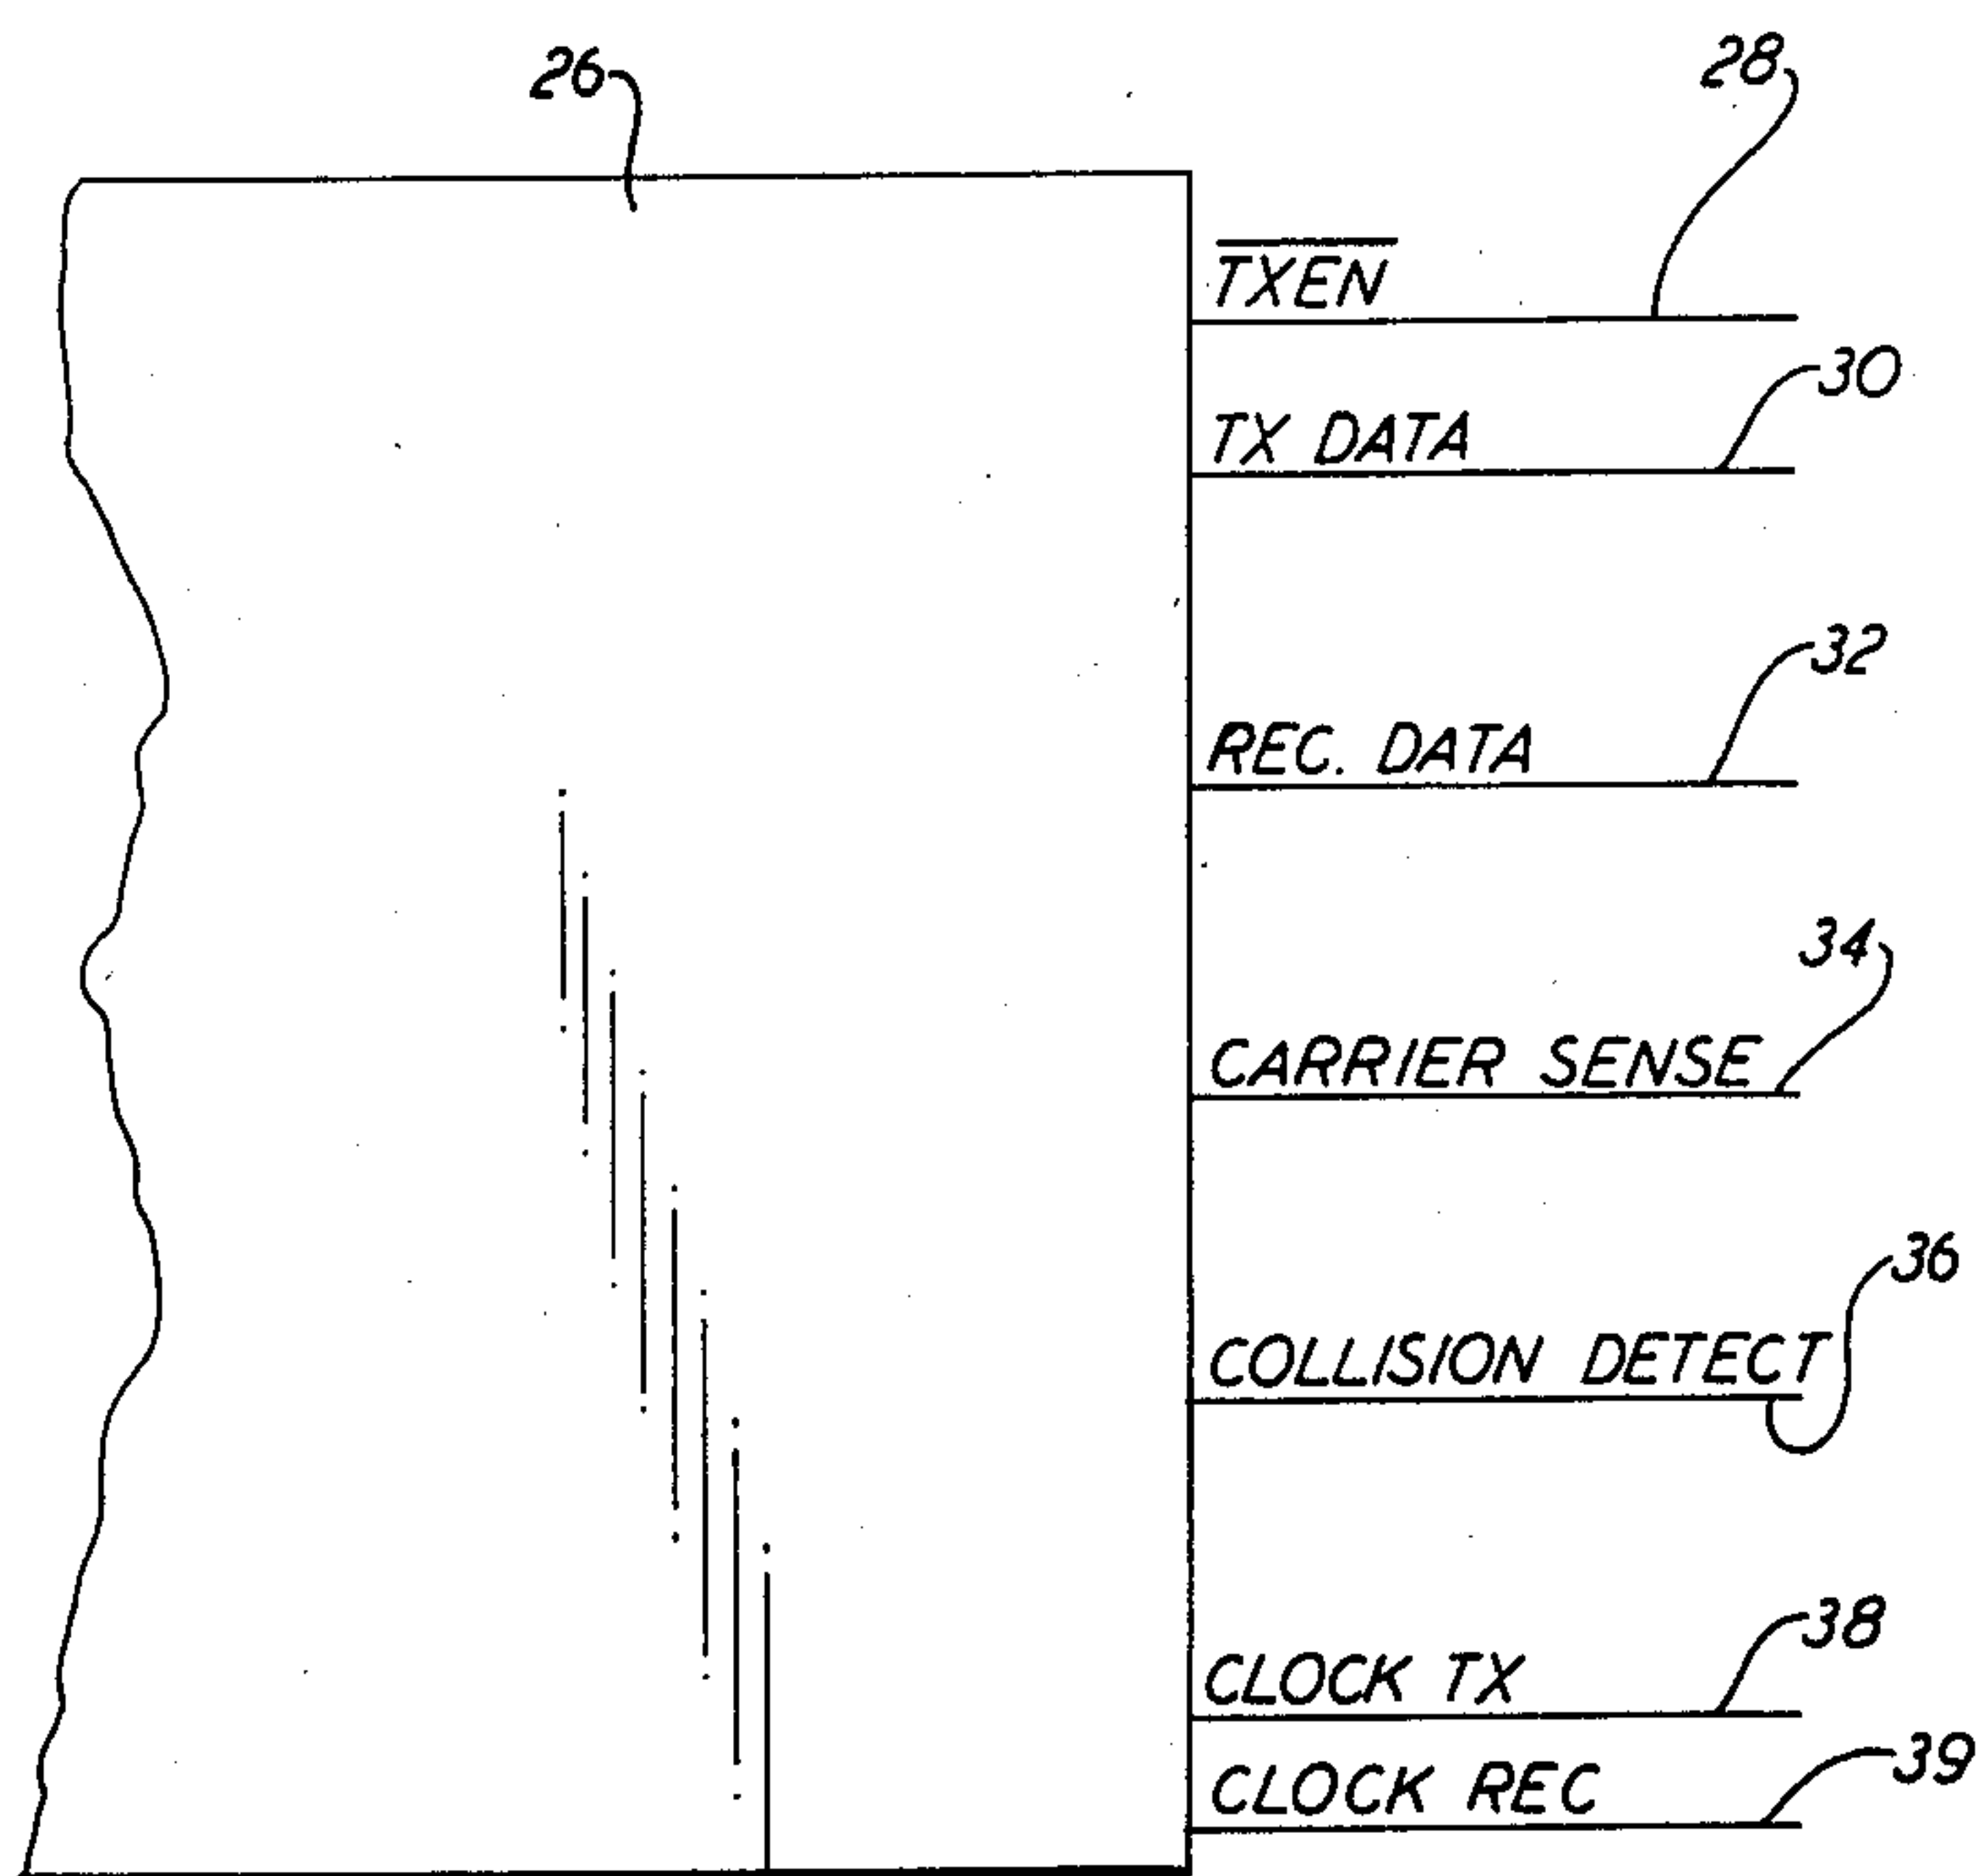 26
28
TXEN
30
TX DATA
32
REC. DATA
34
CARRIER SENSE
36
COLLISION DETECT
38
CLOCK TX
39
CLOCK REC